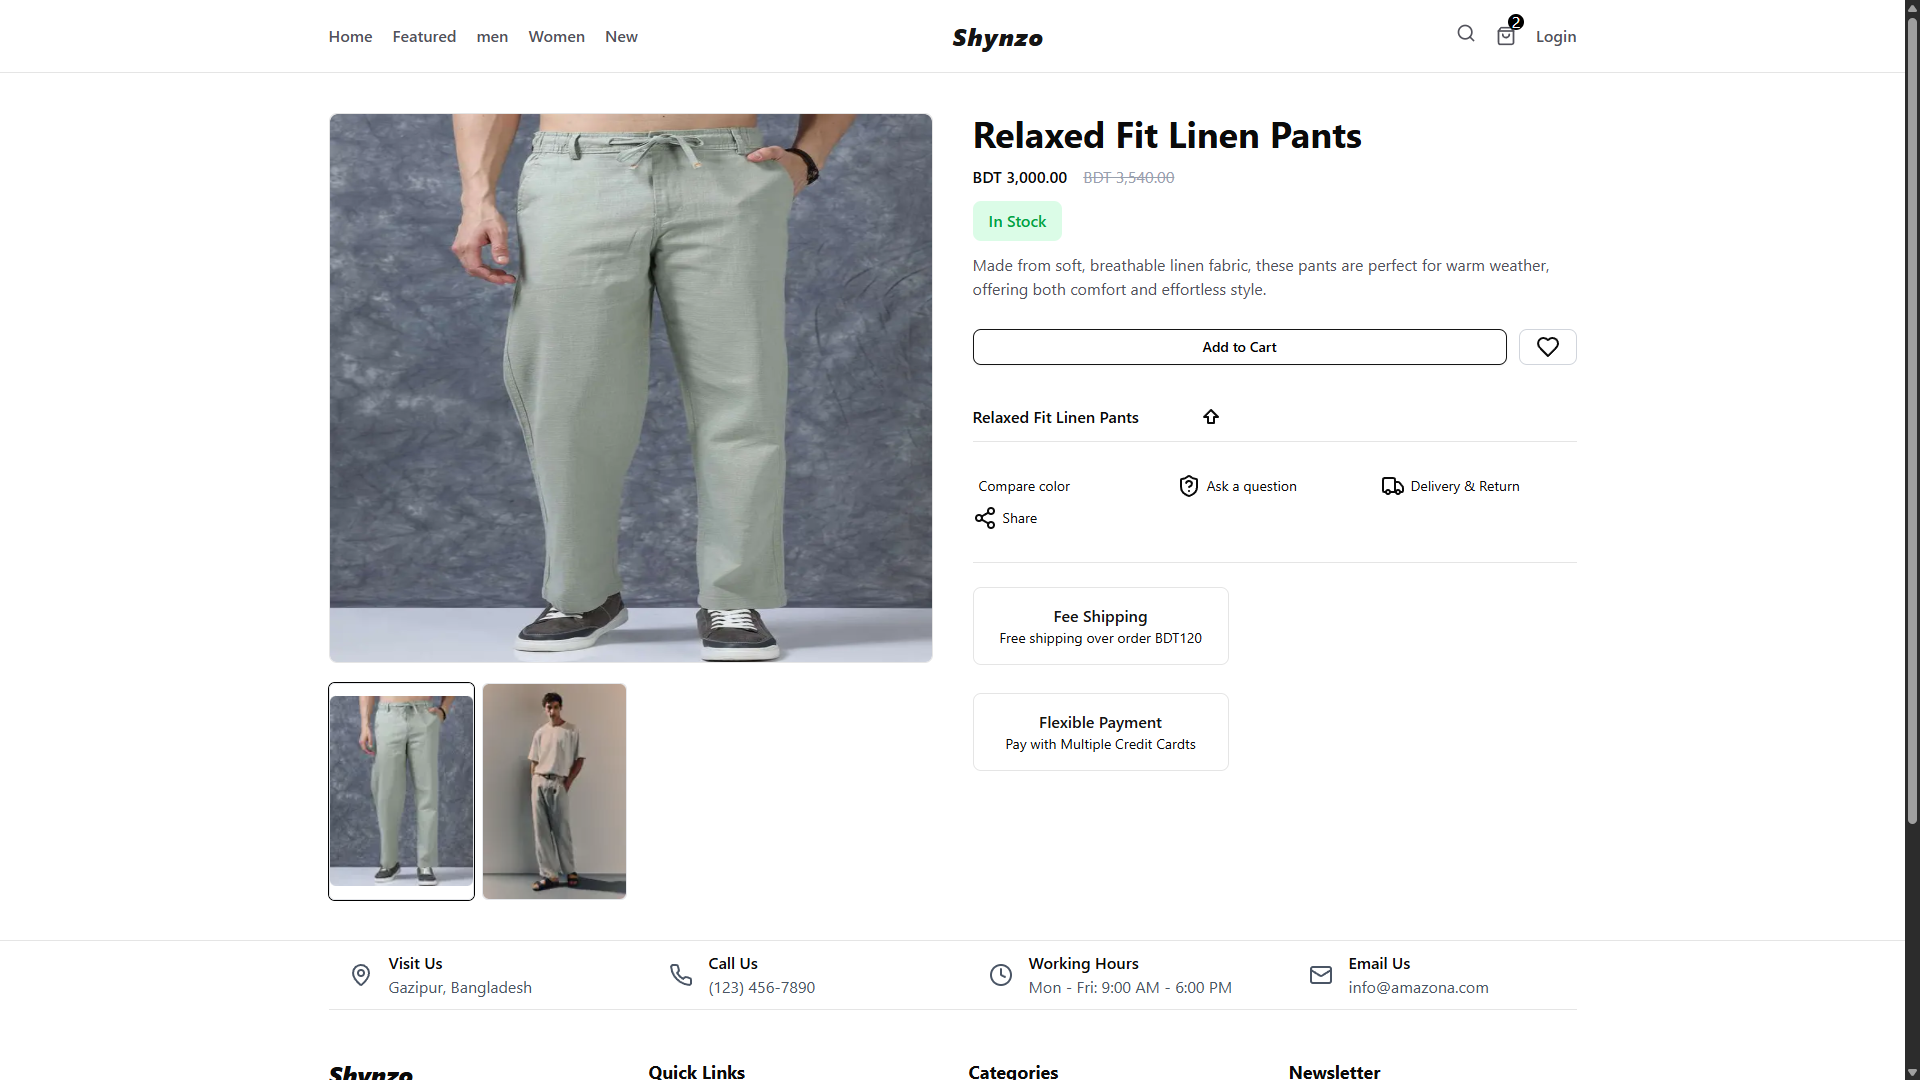 Home Featured men Women New
Shynzo
2
Login
Relaxed Fit Linen Pants
BDT 3,000.00 BDT 3,540.00
In Stock
Made from soft, breathable linen fabric, these pants are perfect for warm weather,
offering both comfort and effortless style.
Add to Cart
Relaxed Fit Linen Pants
Compare color
Ask a question
Delivery & Return
Share
Fee Shipping
Free shipping over order BDT120
Flexible Payment
Pay with Multiple Credit Cardts
Visit Us
Gazipur, Bangladesh
Call Us
(123) 456-7890
Working Hours
Mon - Fri: 9:00 AM - 6:00 PM
Email Us
info@amazona.com
Shynzo
Quick Links
Categories
Newsletter